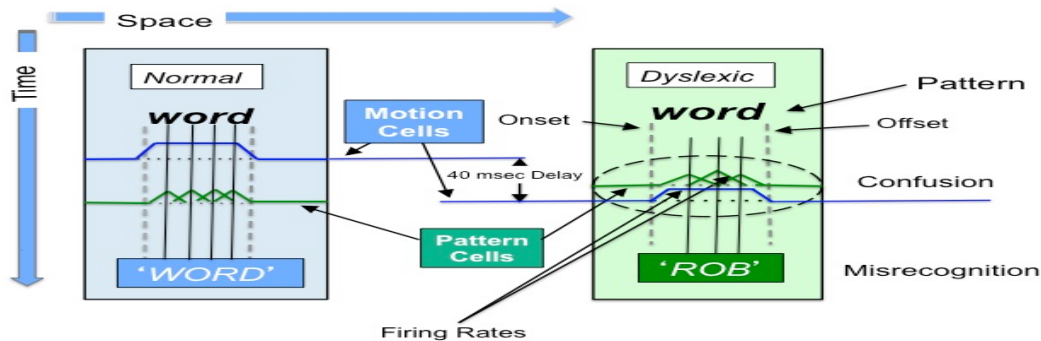 Space
Time
Normal
Dyslexic
Pattern
word
word
Motion
Cells
Onset
Offset
40 msec Delay
Confusion
Pattern
Cells
'WORD'
'ROB'
Misrecognition
Firing Rates